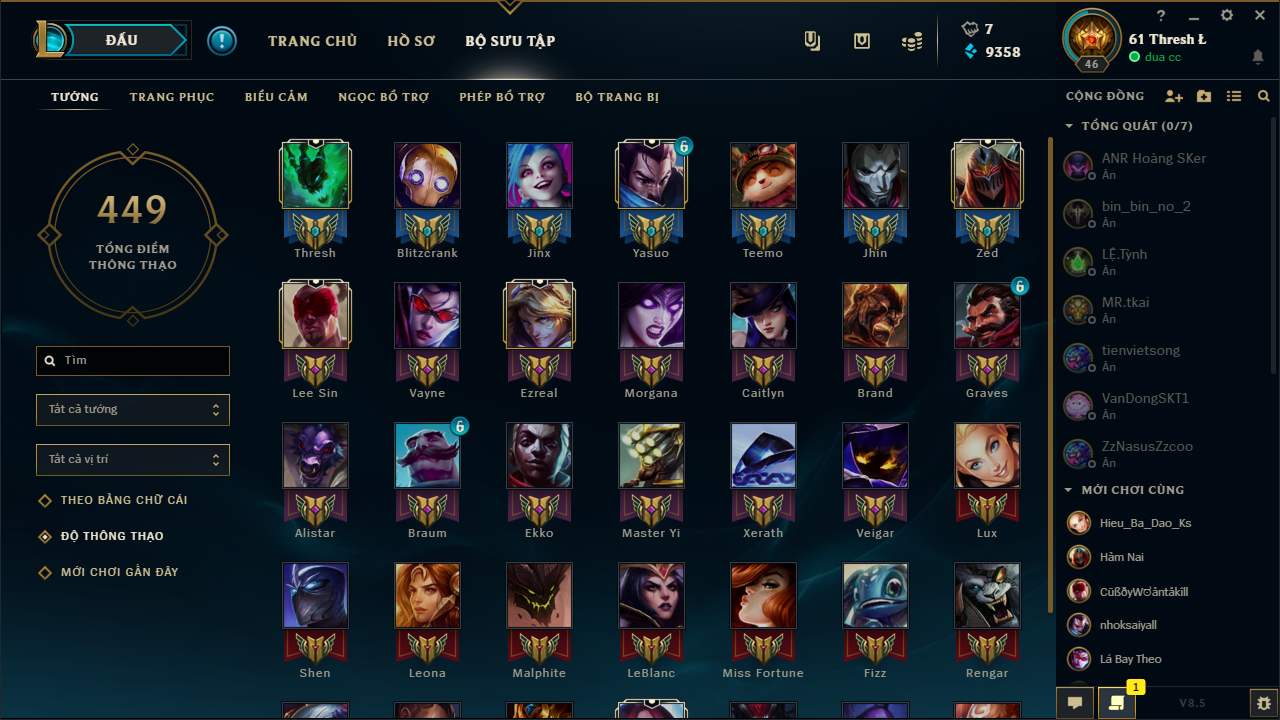 ĐẤU
TRANG CHỦ
HỒ SƠ
BỘ SƯU TẬP
7
9358
46
61 Thresh Ł
dua cc
TƯỚNG
TRANG PHỤC
BIỂU CẢM
NGỌC BỔ TRỢ
PHÉP BỔ TRỢ
BỘ TRANG BỊ
CỘNG ĐỒNG
449
TỔNG ĐIỂM
THÔNG THẠO
Tìm
Tất cả tướng
Tất cả vị trí
THEO BẢNG CHỮ CÁI
ĐỘ THÔNG THẠO
MỚI CHƠI GẦN ĐÂY
6
Thresh
Blitzcrank
Jinx
Yasuo
Teemo
Jhin
Zed
6
Lee Sin
Vayne
Ezreal
Morgana
Caitlyn
Brand
Graves
6
Alistar
Braum
Ekko
Master Yi
Xerath
Veigar
Lux
Shen
Leona
Malphite
LeBlanc
Miss Fortune
Fizz
Rengar
TỔNG QUÁT (0/7)
ANR Hoàng SKer
Ẩn
bin_bin_no_2
Ẩn
LỆ.Tỳnh
Ẩn
MR.tkai
Ẩn
tienvietsong
Ẩn
VanDongSKT1
Ẩn
ZzNasusZzcoo
Ẩn
MỚI CHƠI CÙNG
Hieu_Ba_Dao_Ks
Hàm Nai
nhoksaiyall
Lá Bay Theo
1
V8.5